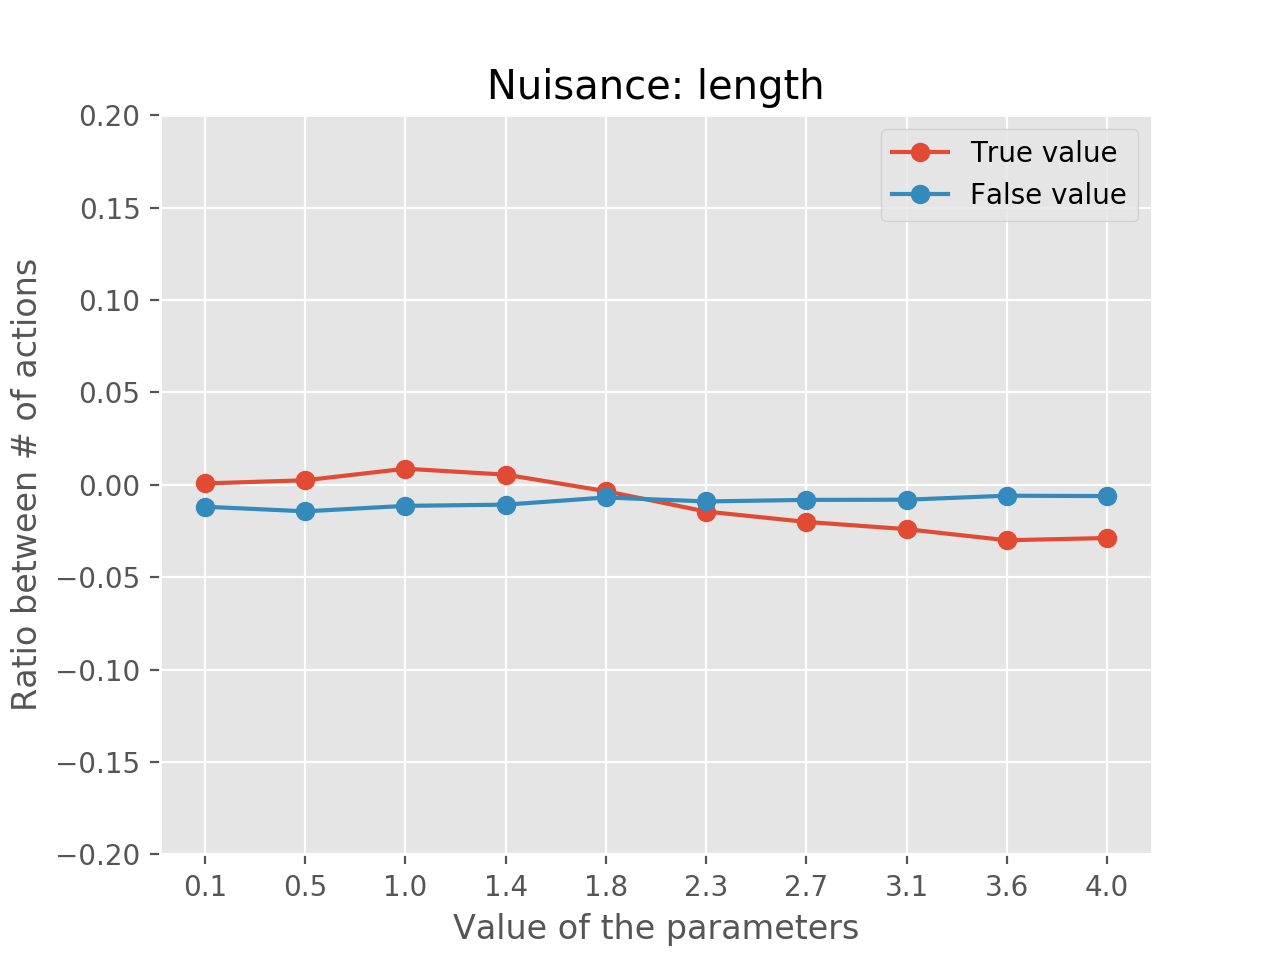 Nuisance: length
True value
False value
Ratio between # of actions
0.20
0.15
0.10
0.05
0.00
−0.05
−0.10
−0.15
−0.20
0.1 0.5 1.0 1.4 1.8 2.3 2.7 3.1 3.6 4.0
Value of the parameters